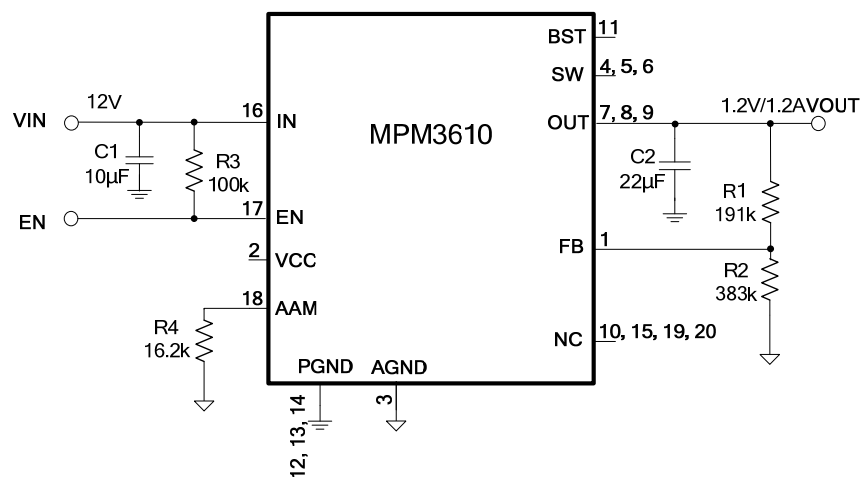 BST
11
SW
4, 5, 6
VIN
12V
16
IN
MPM3610
OUT
7, 8, 9
1.2V/1.2AVOUT
C1
10µF
R3
100k
C2
22µF
R1
191k
EN
17
EN
FB
1
2
VCC
R2
383k
18
AAM
R4
16.2k
NC
10, 15, 19, 20
PGND
AGND
12, 13, 14
3